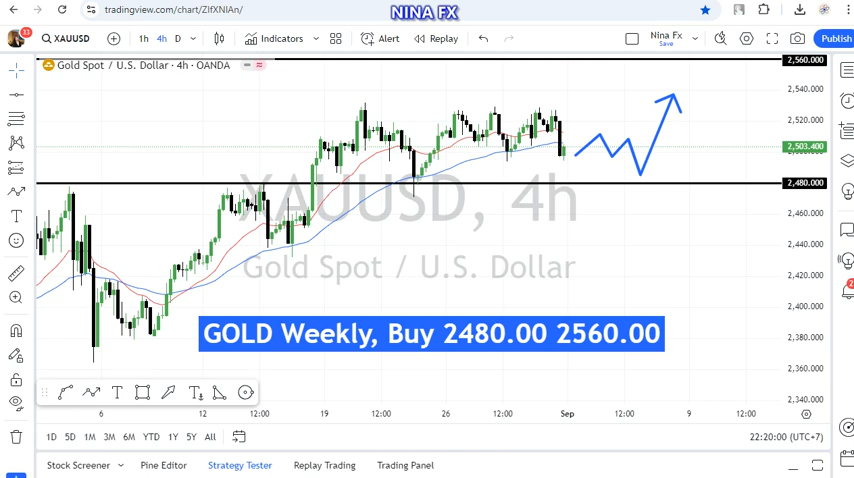 tradingview.com/chart/ZIfXNIAn/
NINA FX
33
XAUUSD
1h 4h D
Indicators
Alert
Replay
Nina Fx
Save
Publish
Gold Spot / U.S. Dollar · 4h · OANDA
2,560.000
2,540.000
2,520.000
2,503.400
2,500.000
2,480.000
2,460.000
2,440.000
2,420.000
2,400.000
2,380.000
2,360.000
2,340.000
XAUUSD, 4h
Gold Spot / U.S. Dollar
GOLD Weekly, Buy 2480.00 2560.00
6 12 12:00 19 12:00 26 12:00 Sep 12:00 9 12:00
1D 5D 1M 3M 6M YTD 1Y 5Y All
22:20:00 (UTC+7)
Stock Screener Pine Editor Strategy Tester Replay Trading Trading Panel